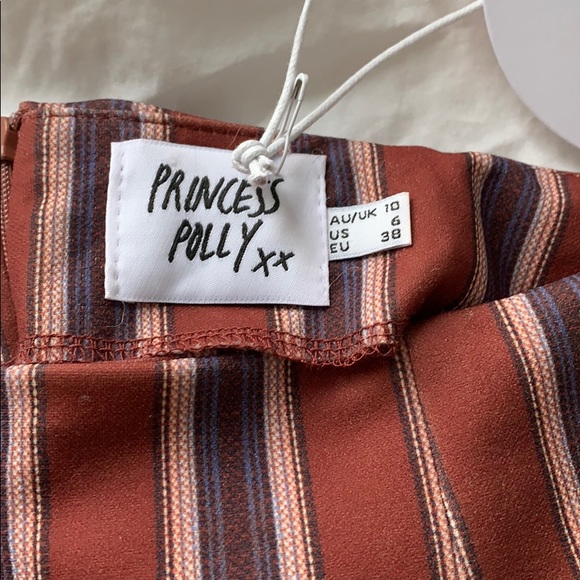 PRINCESS
POLLY xx
AU/UK 10
US 6
EU 38